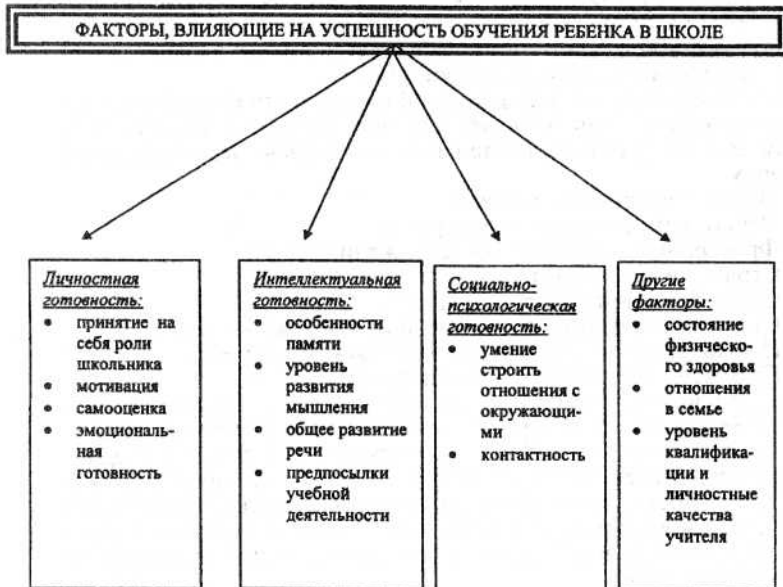 ФАКТОРЫ, ВЛИЯЮЩИЕ НА УСПЕШНОСТЬ ОБУЧЕНИЯ РЕБЕНКА В ШКОЛЕ
Личностная
готовность:
• принятие на
себя роли
школьника
• мотивация
• самооценка
• эмоциональ-
ная
готовность
Интеллектуальная
готовность:
• особенности
памяти
• уровень
развития
мышления
• общее развитие
речи
• предпосылки
учебной
деятельности
Социально-
психологическая
готовность:
• умение
строить
отношения с
окружающи-
ми
• контактность
Другие
факторы:
• состояние
физическо-
го здоровья
• отношения
в семье
• уровень
квалифика-
ции и
личностные
качества
учителя